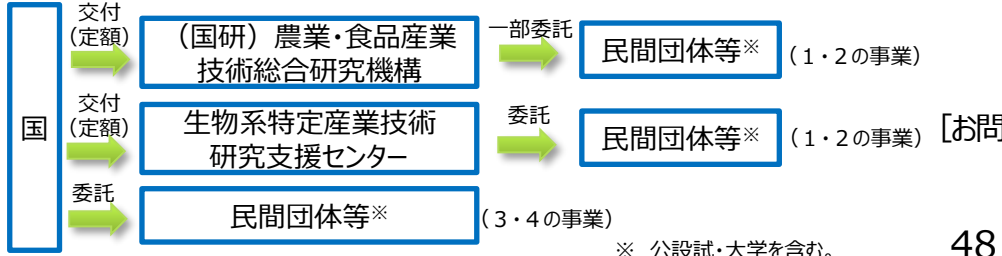 国
交付
(定額)
（国研）農業・食品産業
技術総合研究機構
一部委託
民間団体等※
（1・2の事業）
交付
(定額)
生物系特定産業技術
研究支援センター
委託
民間団体等※
（1・2の事業）
［お問
委託
民間団体等※
（3・4の事業）
※ 公設試・大学を含む。
48